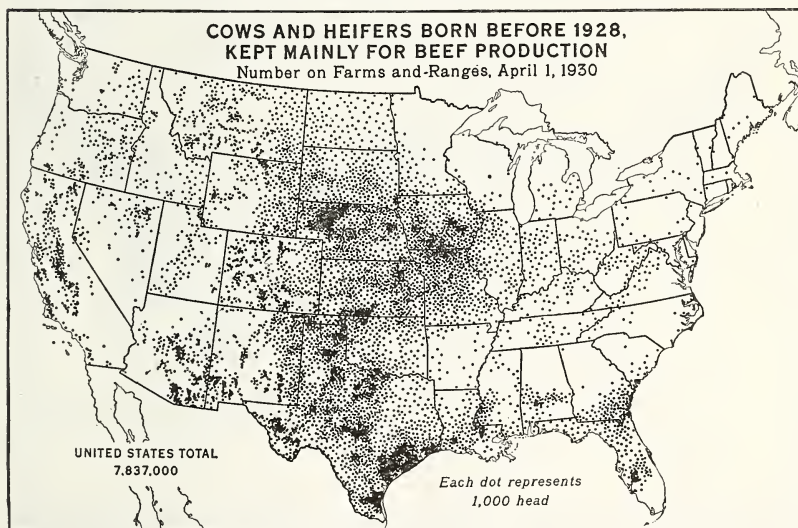 COWS AND HEIFERS BORN BEFORE 1928,
KEPT MAINLY FOR BEEF PRODUCTION
Number on Farms and Ranges, April 1, 1930
UNITED STATES TOTAL
7,837,000
Each dot represents
1,000 head